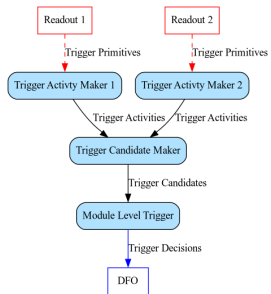 Readout 1
Readout 2
Trigger Primitives
Trigger Primitives
Trigger Activty Maker 1
Trigger Activty Maker 2
Trigger Activities
Trigger Activities
Trigger Candidate Maker
Trigger Candidates
Module Level Trigger
Trigger Decisions
DFO